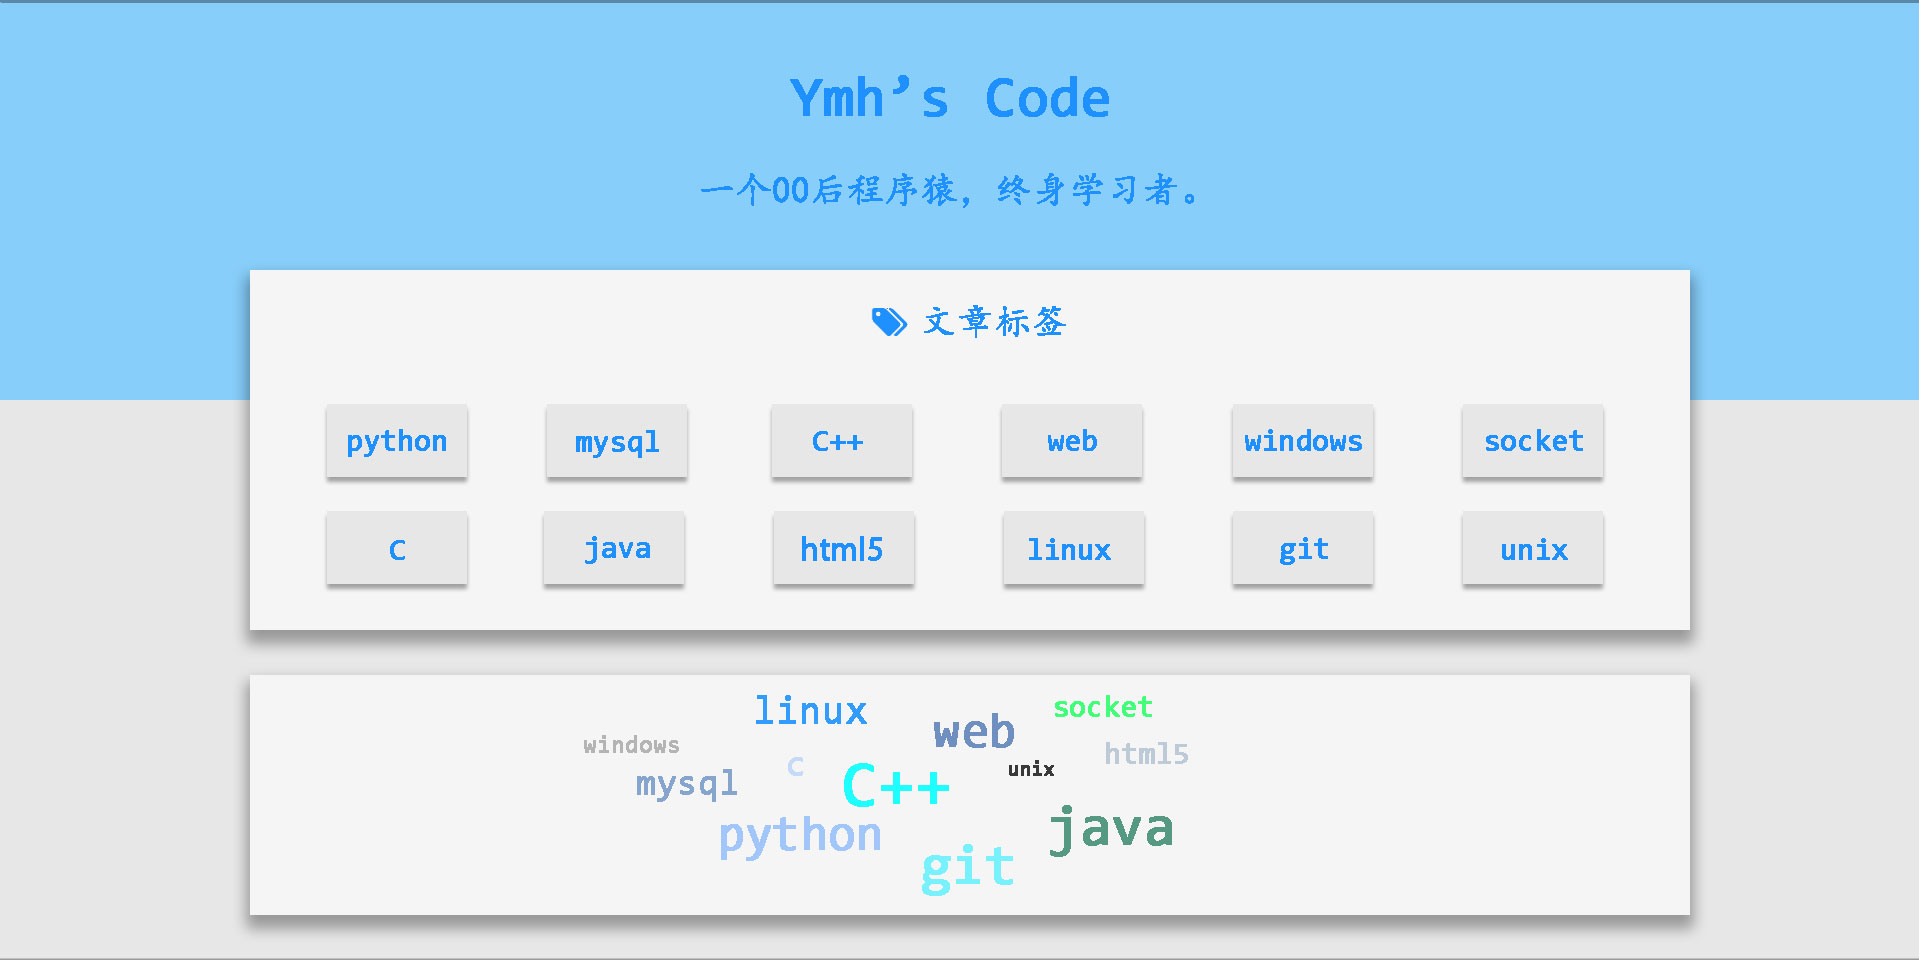 Ymh’s Code
一个00后程序猿，终身学习者。
文章标签
python mysql C++ web windows socket
C java html5 linux git unix
linux web socket
windows html5
mysql C C++ unix
python java
git